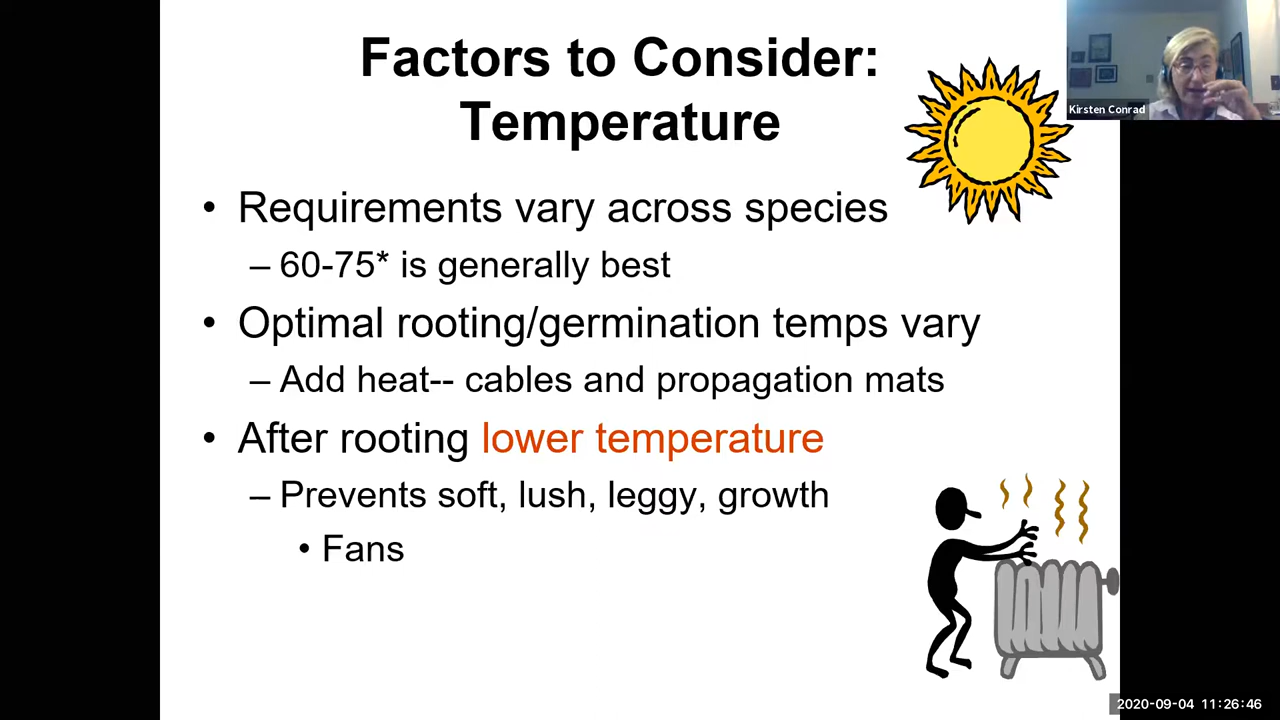 Factors to Consider:
Temperature
Kirsten Conrad
• Requirements vary across species
– 60-75* is generally best
• Optimal rooting/germination temps vary
– Add heat-- cables and propagation mats
• After rooting lower temperature
– Prevents soft, lush, leggy, growth
• Fans
2020-09-04 11:26:46